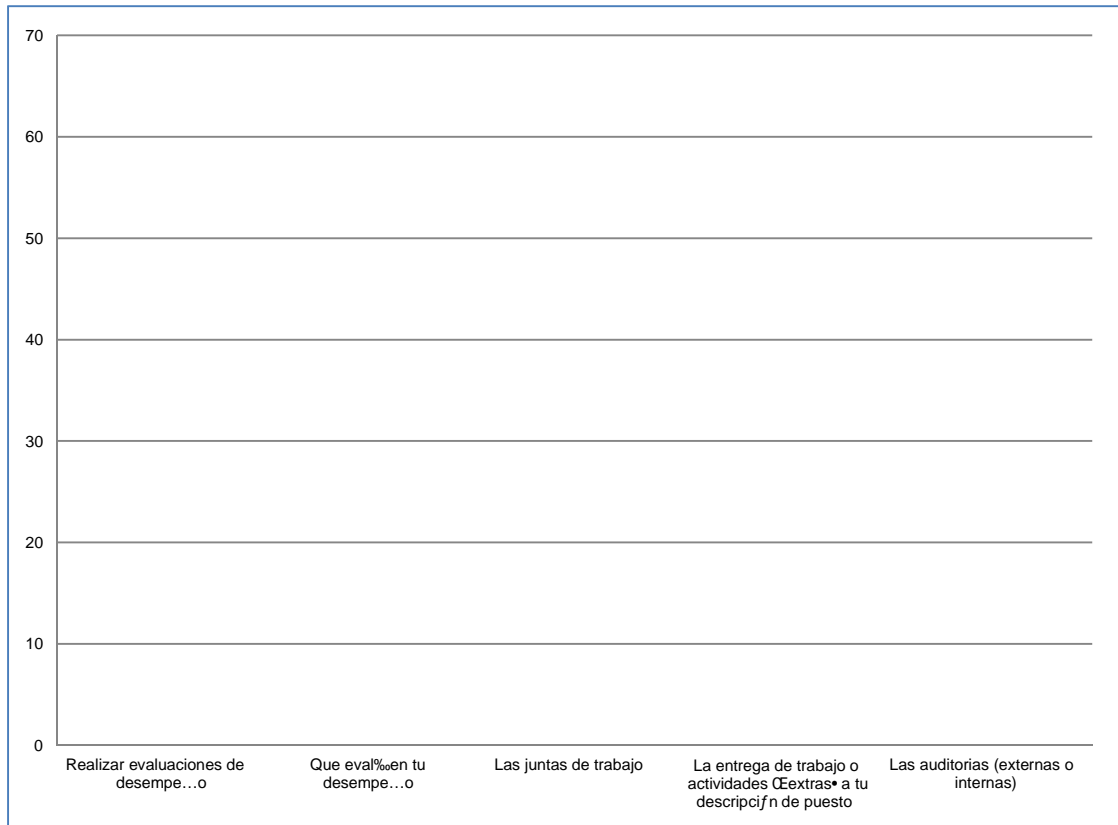 70
60
50
40
30
20
10
0
Realizar evaluaciones de
desempe…o
Que eval‰en tu
desempe…o
Las juntas de trabajo
La entrega de trabajo o
actividades Œextras• a tu
descripciƒn de puesto
Las auditorias (externas o
internas)